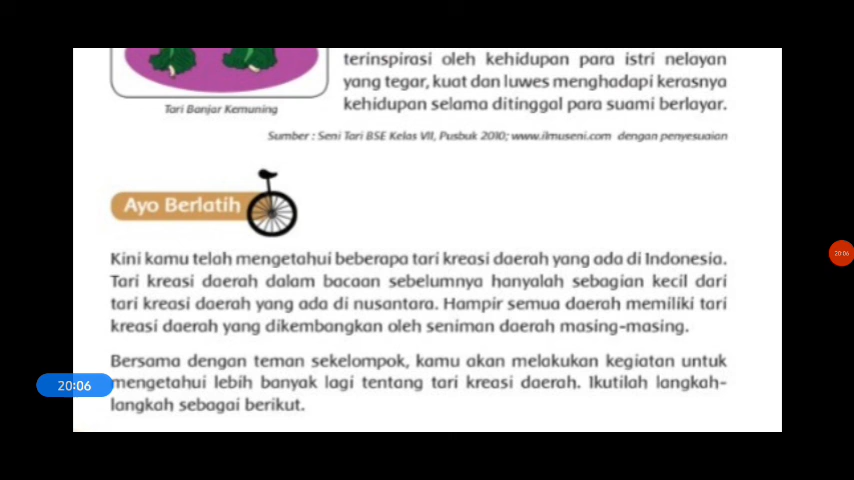 terinspirasi oleh kehidupan para istri nelayan
yang tegar, kuat dan luwes menghadapi kerasnya
kehidupan selama ditinggal para suami berlayar.
Tari Banjar Kemuning
Sumber : Seni Tari BSE Kelas VII, Pusbuk 2010; www.ilmuseni.com dengan penyesuaian
Ayo Berlatih
Kini kamu telah mengetahui beberapa tari kreasi daerah yang ada di Indonesia.
Tari kreasi daerah dalam bacaan sebelumnya hanyalah sebagian kecil dari
tari kreasi daerah yang ada di nusantara. Hampir semua daerah memiliki tari
kreasi daerah yang dikembangkan oleh seniman daerah masing-masing.
Bersama dengan teman sekelompok, kamu akan melakukan kegiatan untuk
mengetahui lebih banyak lagi tentang tari kreasi daerah. Ikutilah langkah-
langkah sebagai berikut.
20:06
20:06